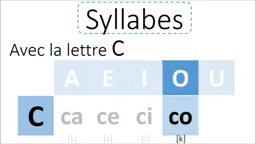 Syllabes
Avec la lettre C
A E I O U
C ca ce ci co
[k] [s] [s] [k]